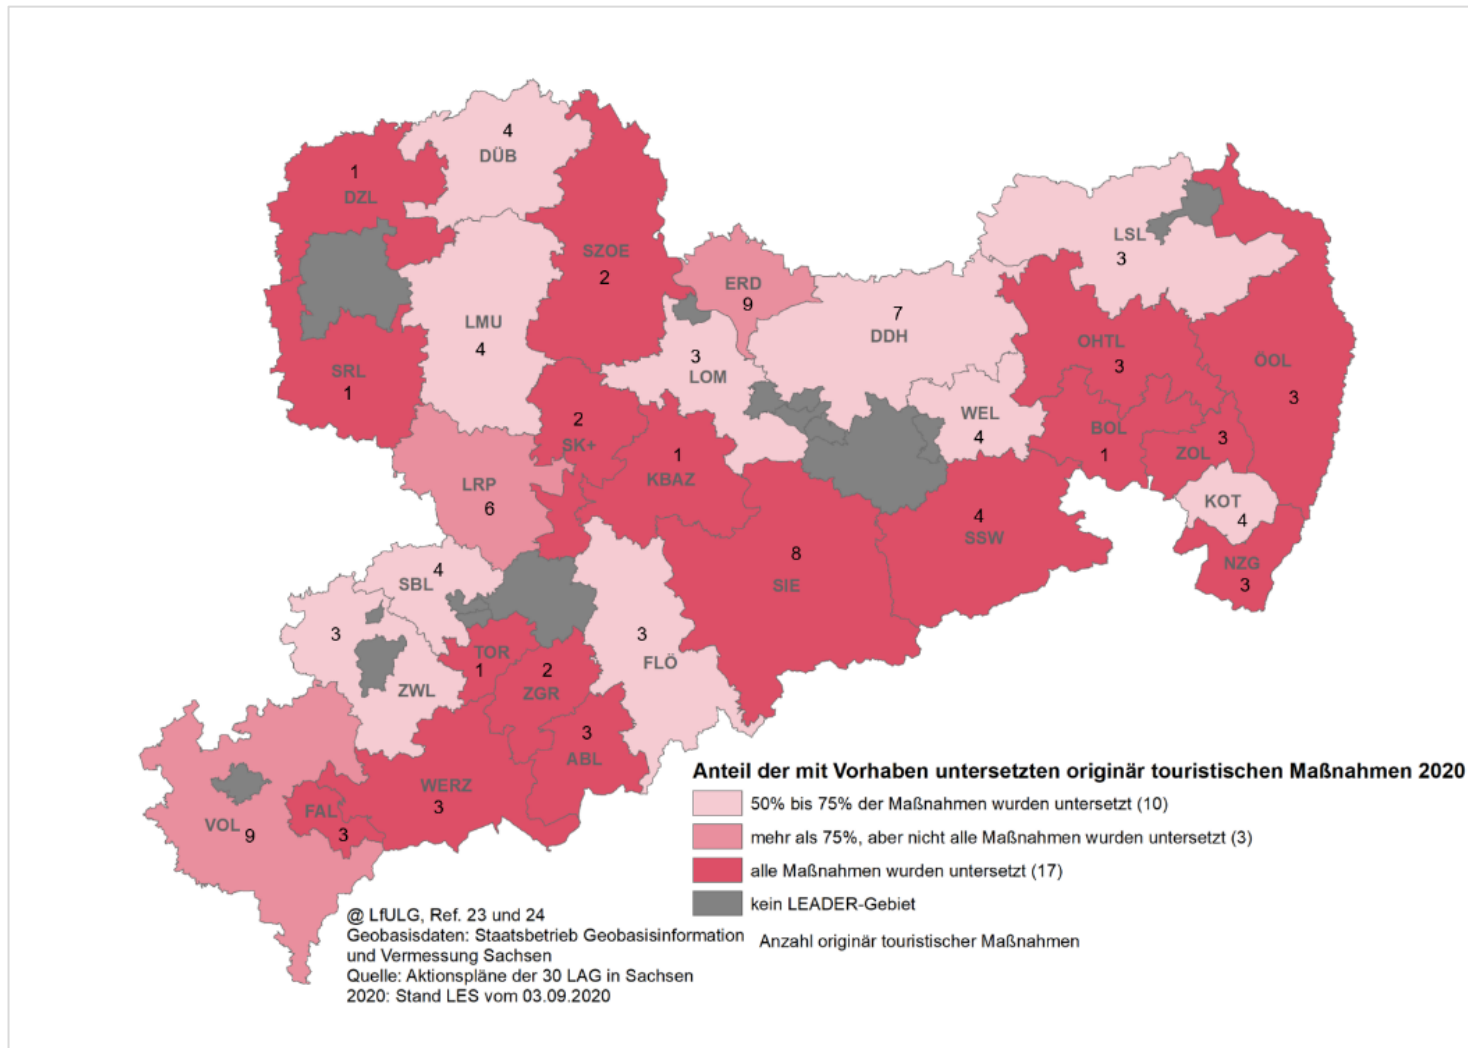 4
DÜB
1
DZL
SZOE
2
LSL
3
ERD
9
7
DDH
LMU
4
OHTL
3
ÖOL
3
3
LOM
SRL
1
WEL
4
2
SK+
BOL
1
3
ZOL
1
KBAZ
LRP
6
KOT
4
4
SSW
8
SIE
NZG
3
4
SBL
3
ZWL
3
FLÖ
TOR
1
2
ZGR
3
ABL
WERZ
3
FAL
3
VOL
9
Anteil der mit Vorhaben untersetzten originär touristischen Maßnahmen 2020
50% bis 75% der Maßnahmen wurden untersetzt (10)
mehr als 75%, aber nicht alle Maßnahmen wurden untersetzt (3)
alle Maßnahmen wurden untersetzt (17)
kein LEADER-Gebiet
Anzahl originär touristischer Maßnahmen
@ LfULG, Ref. 23 und 24
Geobasisdaten: Staatsbetrieb Geobasisinformation
und Vermessung Sachsen
Quelle: Aktionspläne der 30 LAG in Sachsen
2020: Stand LES vom 03.09.2020